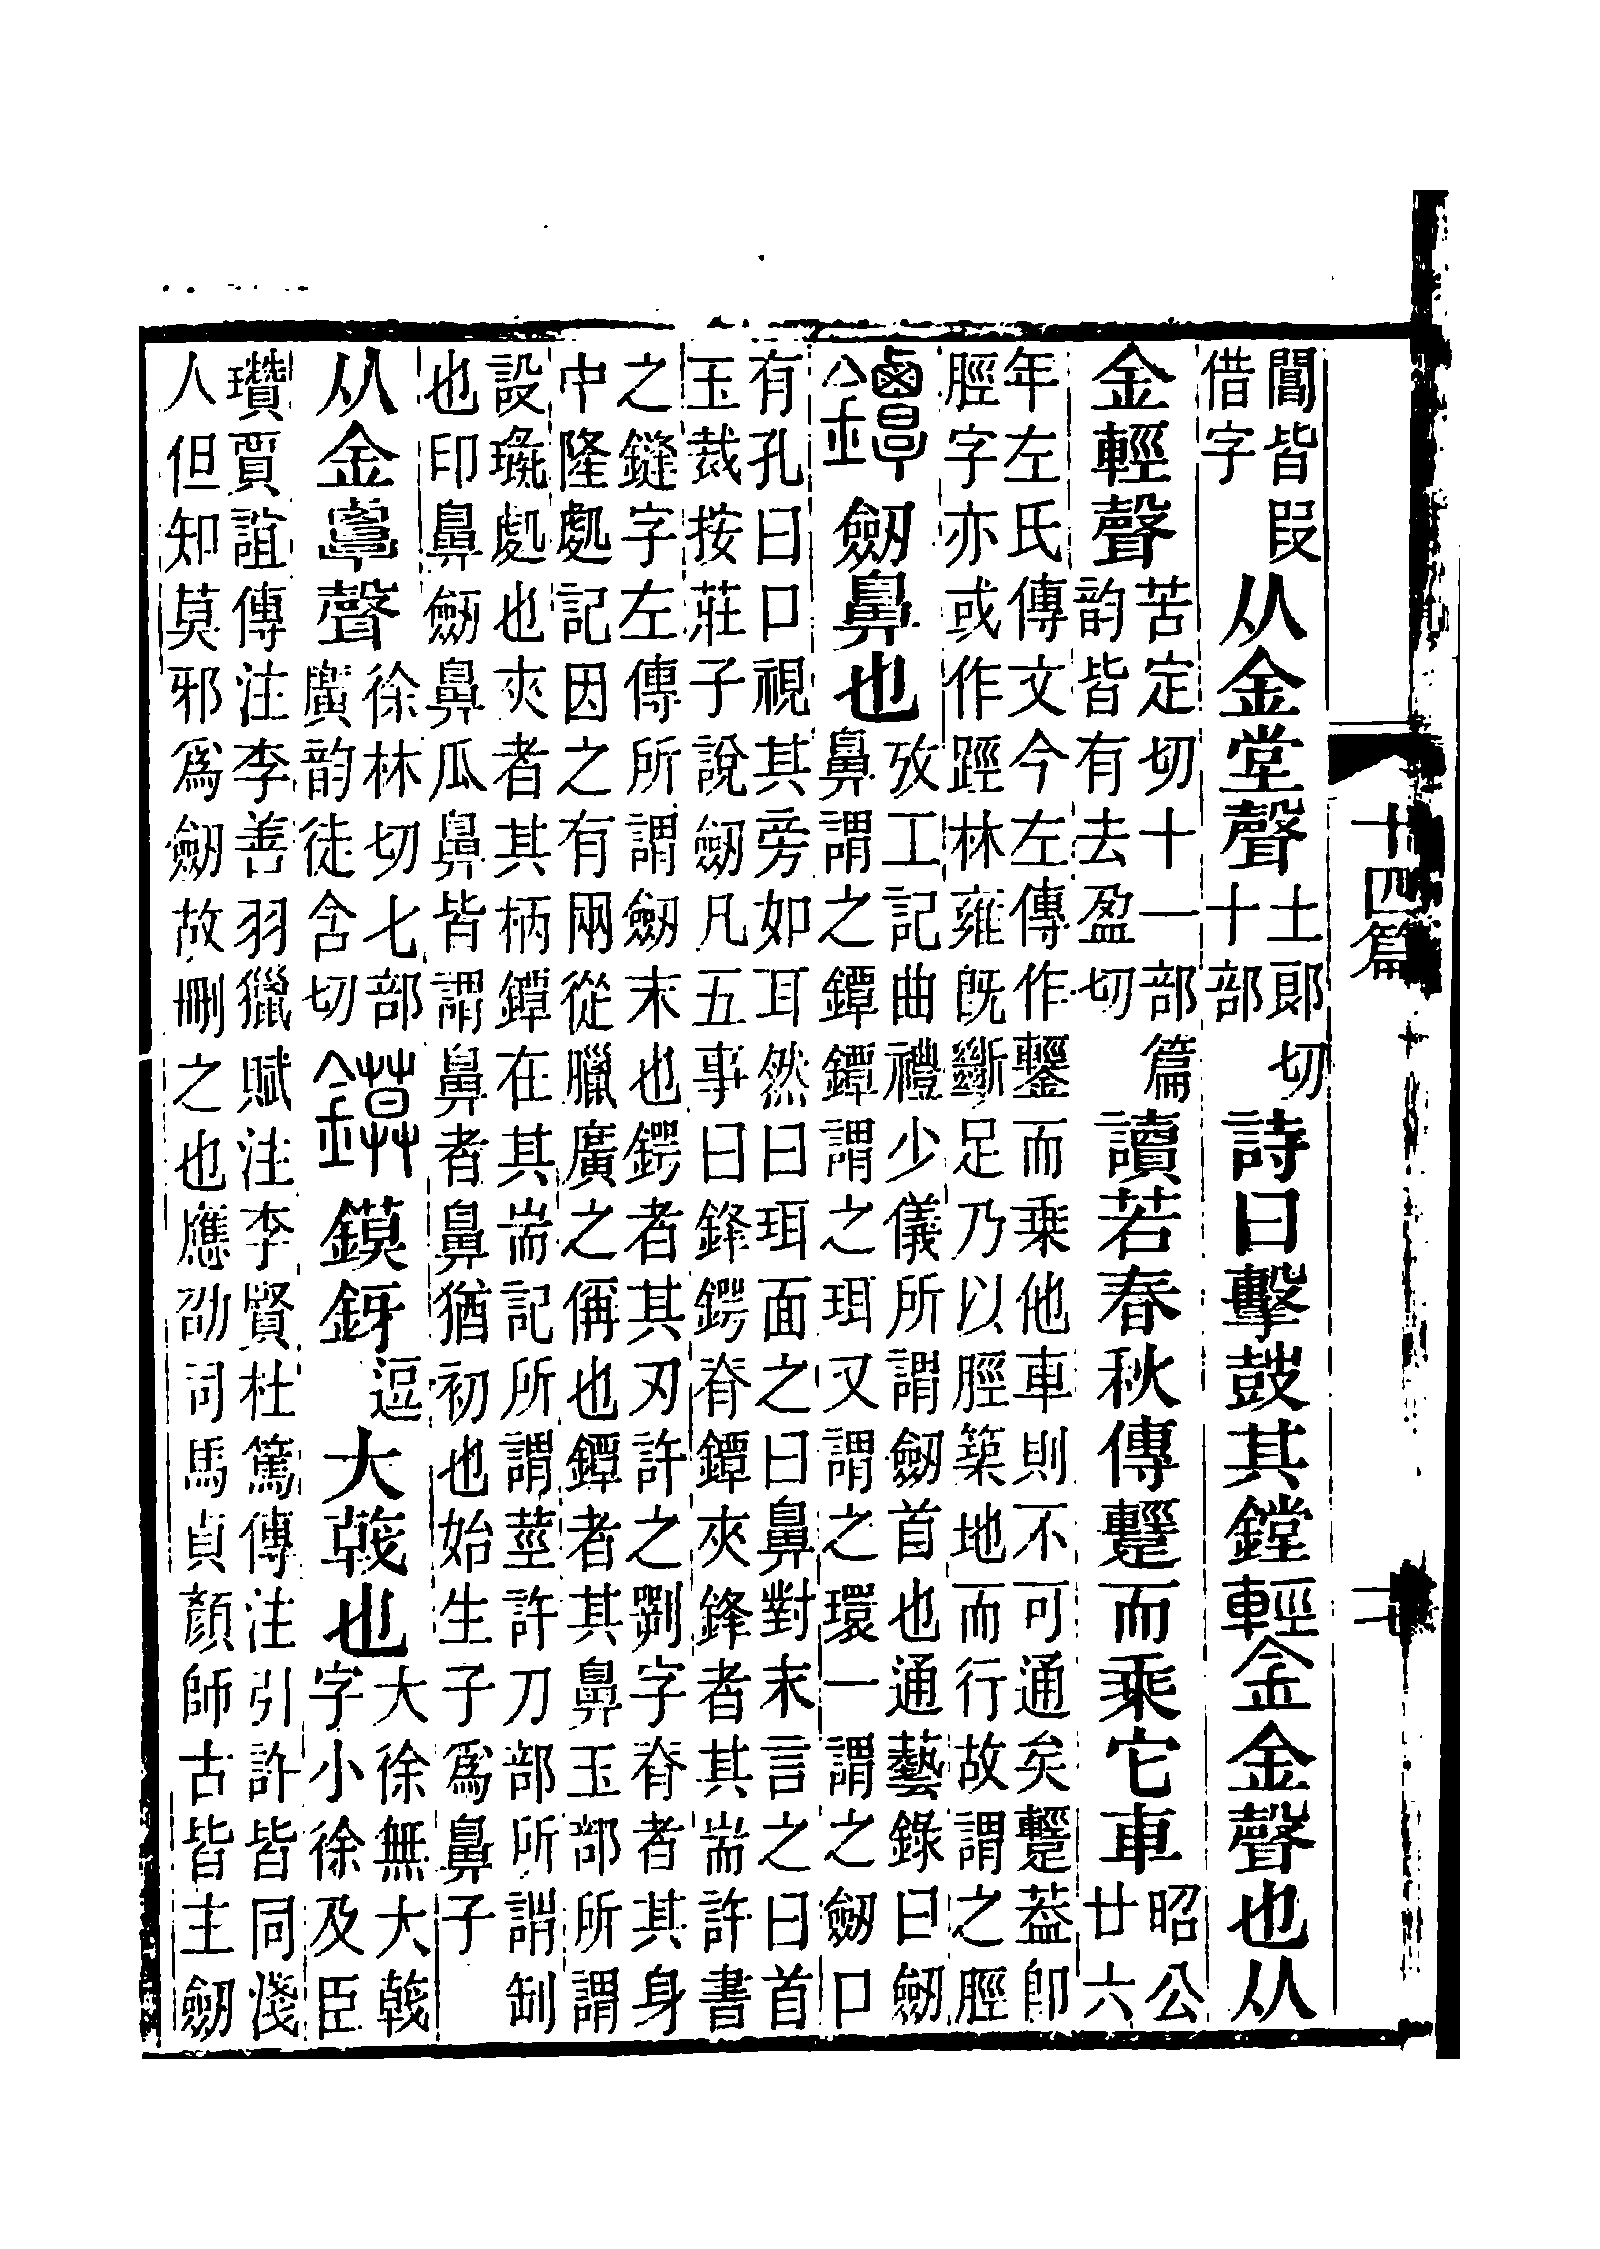 閶皆叚借字从金堂聲土郎切十部詩曰擊鼓其鏜鑋金聲也从
金輕聲苦定切十一部篇韵皆有去盈切讀若春秋傳䠻而乘它車昭公廿六
年左氏傳文今左傳作鑋而乘他車則不可通矣䠻葢卽
脛字亦或作踁林雍旣斷足乃以脛築地而行故謂之脛
鐔劒鼻也
攷工記曲禮少儀所謂劒首也通藝錄曰劒
鼻謂之鐔鐔謂之珥又謂之環一謂之劒口
有孔曰口視其旁如耳然曰珥面之曰鼻對末言之曰首
玉裁按莊子說劒凡五事曰鋒鍔脊鐔夾鋒者其耑許書
之鏠字左傳所謂劒末也鍔者其刃許之㓵字脊者其身
中隆處記因之有兩從臘廣之偁也鐔者其鼻玉部所謂
設璏處也夾者其柄鐔在其耑記所謂莖許刀部所謂㓞
也印鼻劒鼻瓜鼻皆謂鼻鼻者鼻猶初也始生子爲鼻子
从金覃聲徐林切七部廣韵徒含切鏌鏌釾逗大戟也大徐無大戟字小徐及臣
瓚賈誼傳注李善羽獵賦注李賢杜篤傳注引許皆同淺
人但知莫邪爲劒故刪之也應劭司馬貞顔師古皆主劒
十四篇